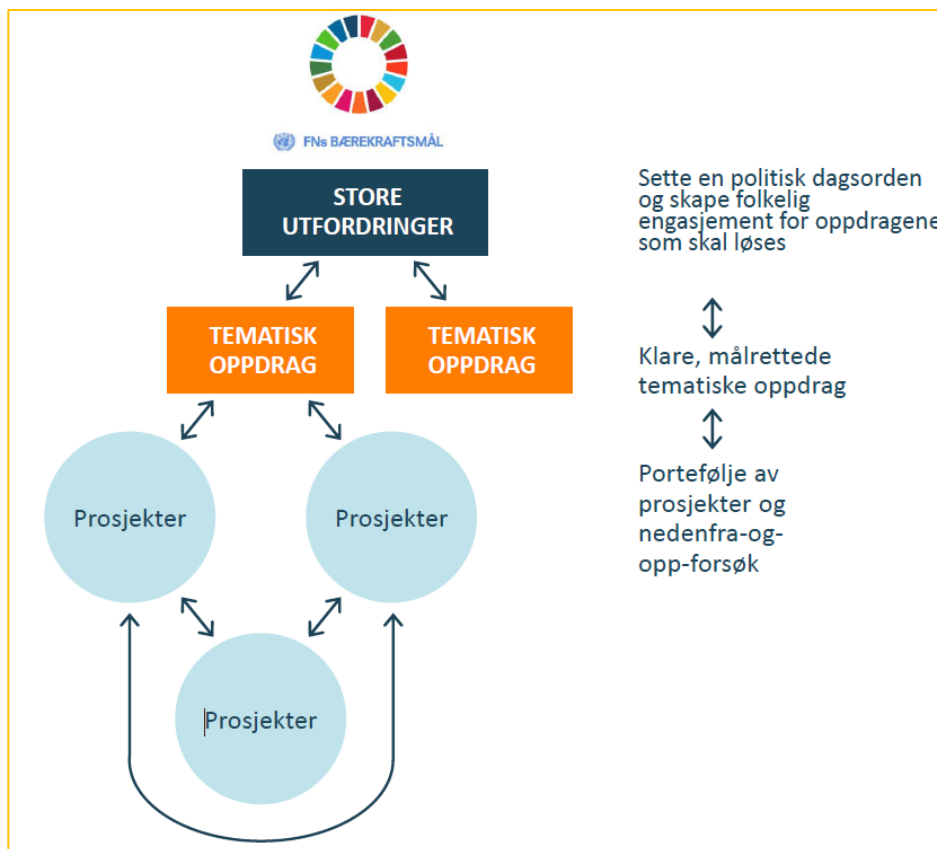 FNs BÆREKRAFTSMÅL
STORE
UTFORDRINGER
Sette en politisk dagsorden
og skape folkelig
engasjement for oppdragene
som skal løses
TEMATISK
OPPDRAG
TEMATISK
OPPDRAG
Klare, målrettede
tematiske oppdrag
Prosjekter
Prosjekter
Portefølje av
prosjekter og
nedenfra-og-
opp-forsøk
Prosjekter